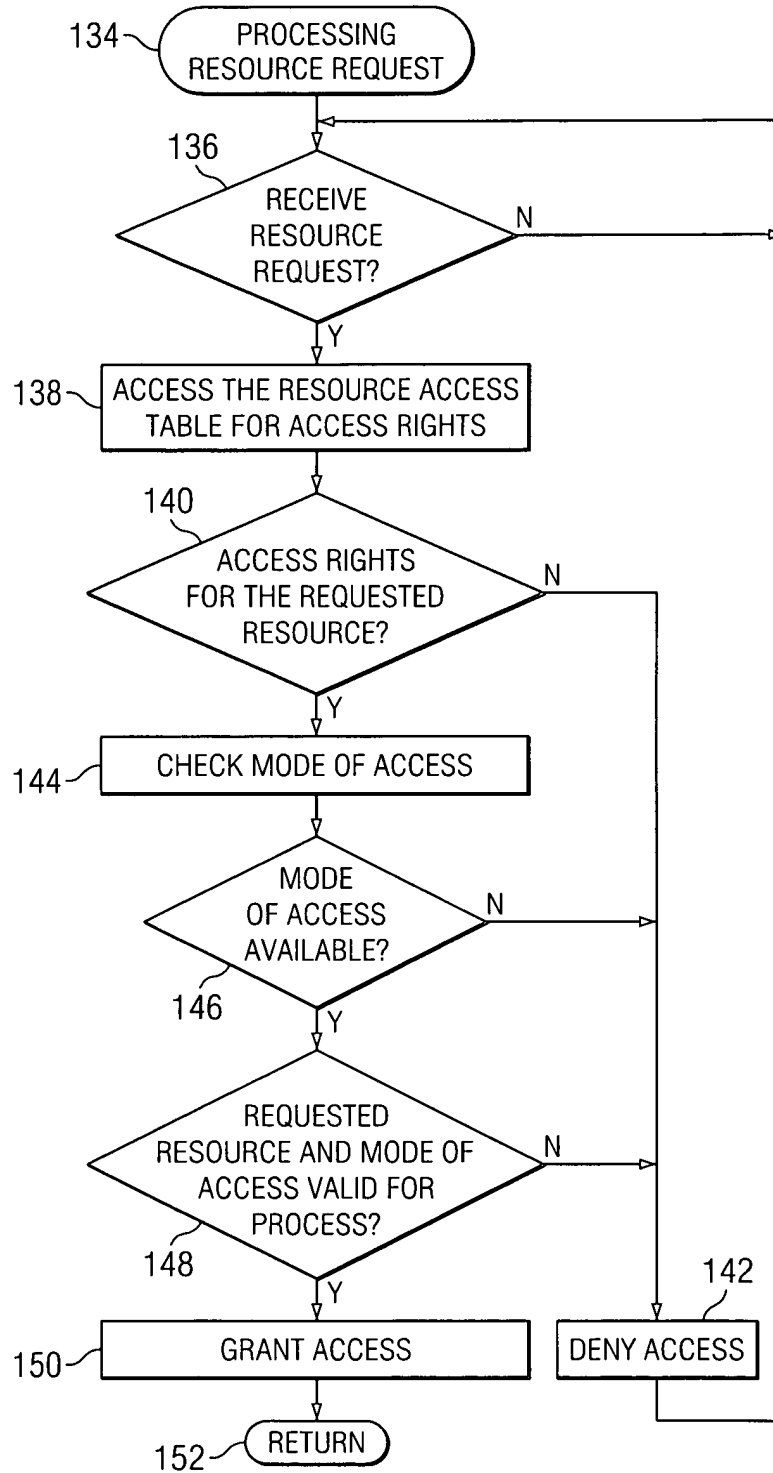 134
PROCESSING
RESOURCE REQUEST
136
RECEIVE
RESOURCE
REQUEST?
N
Y
138
ACCESS THE RESOURCE ACCESS
TABLE FOR ACCESS RIGHTS
140
ACCESS RIGHTS
FOR THE REQUESTED
RESOURCE?
N
Y
144
CHECK MODE OF ACCESS
MODE
OF ACCESS
AVAILABLE?
N
146
Y
REQUESTED
RESOURCE AND MODE OF
ACCESS VALID FOR
PROCESS?
N
148
Y
142
150
GRANT ACCESS
DENY ACCESS
152
RETURN